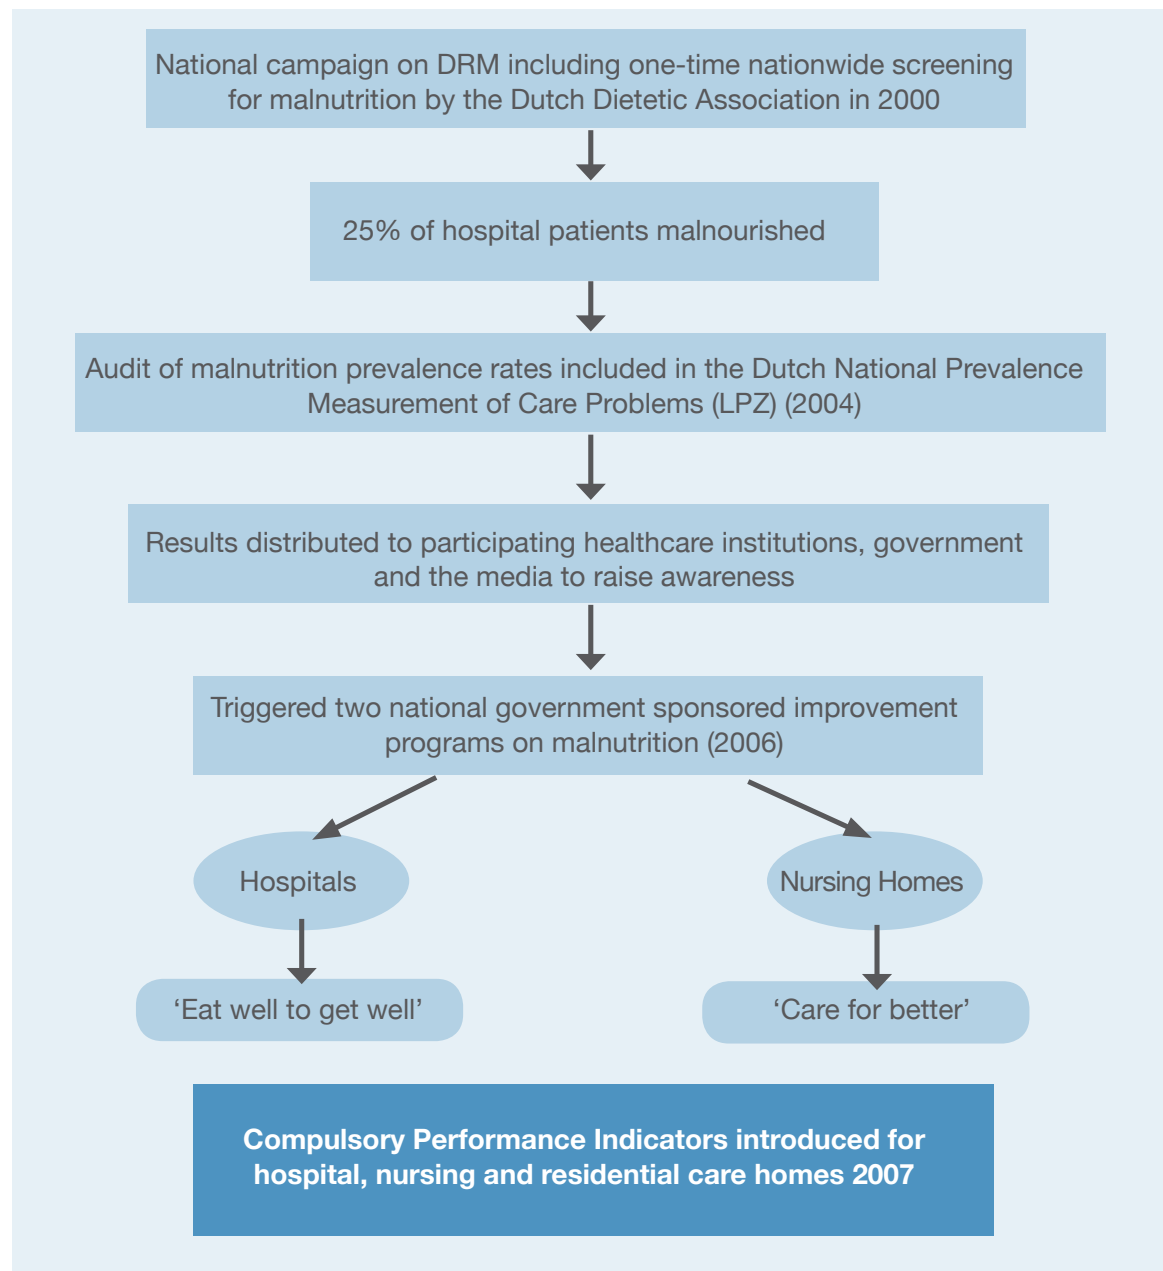 National campaign on DRM including one-time nationwide screening
for malnutrition by the Dutch Dietetic Association in 2000
25% of hospital patients malnourished
Audit of malnutrition prevalence rates included in the Dutch National Prevalence
Measurement of Care Problems (LPZ) (2004)
Results distributed to participating healthcare institutions, government
and the media to raise awareness
Triggered two national government sponsored improvement
programs on malnutrition (2006)
Hospitals
Nursing Homes
‘Eat well to get well’
‘Care for better’
Compulsory Performance Indicators introduced for
hospital, nursing and residential care homes 2007